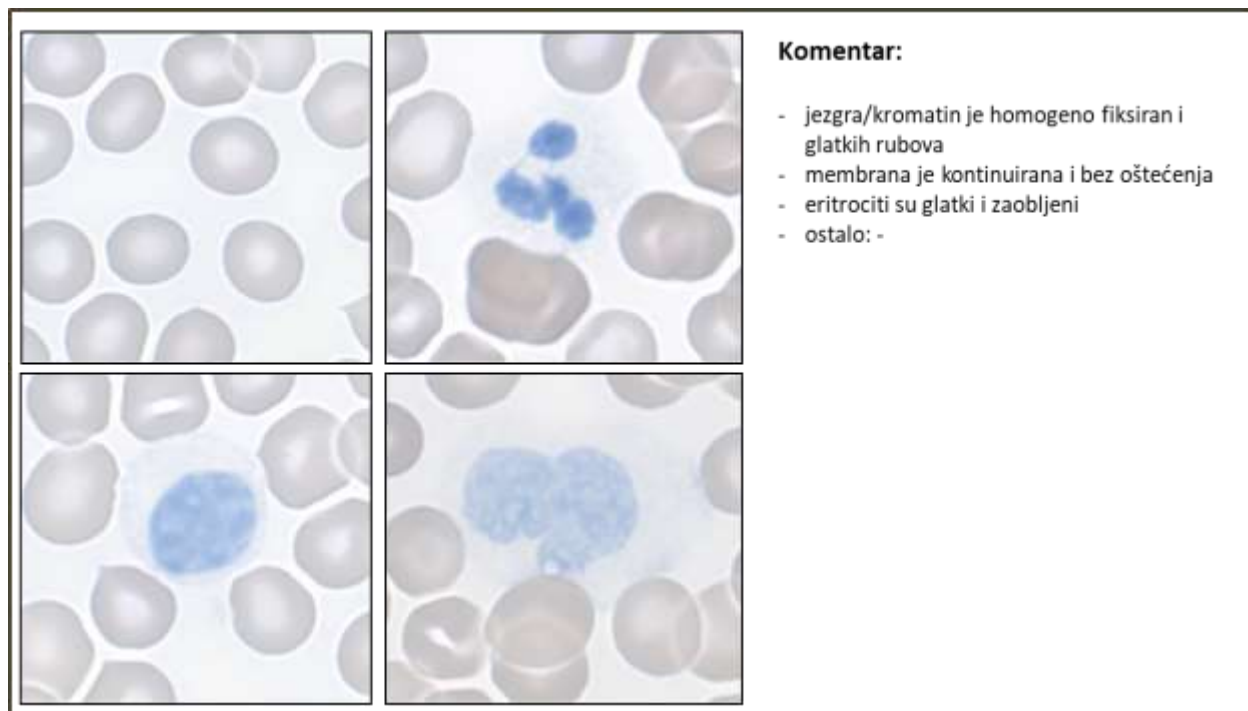 Komentar:
- jezgra/kromatin je homogeno fiksiran i
glatkih rubova
- membrana je kontinuirana i bez oštećenja
- eritrociti su glatki i zaobljeni
- ostalo: -